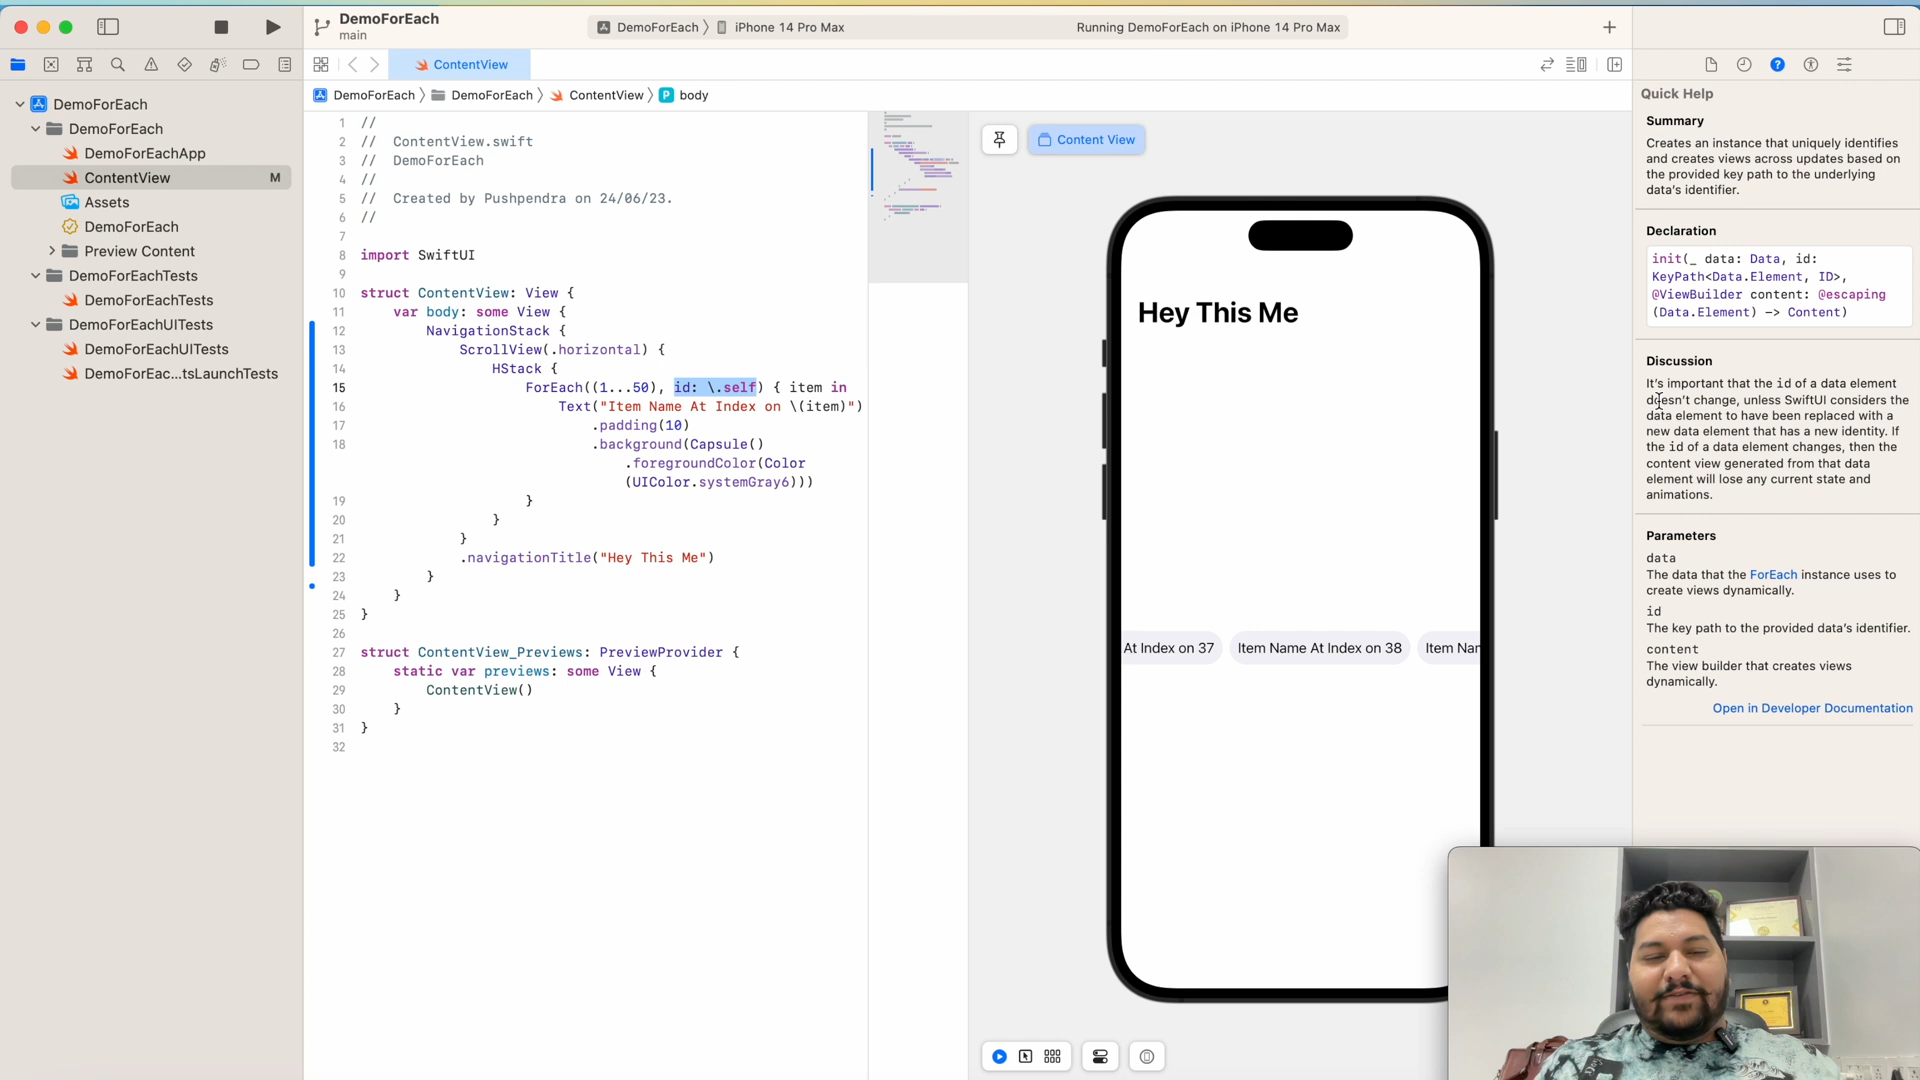 DemoForEach
main
DemoForEach
iPhone 14 Pro Max
Running DemoForEach on iPhone 14 Pro Max
ContentView
DemoForEach
DemoForEach
ContentView
P
body
DemoForEach
DemoForEach
DemoForEachApp
ContentView
M
Assets
DemoForEach
Preview Content
DemoForEachTests
DemoForEachTests
DemoForEachUITests
DemoForEachUITests
DemoForEac...tsLaunchTests
1 //
2 //  ContentView.swift
3 //  DemoForEach
4 //
5 //  Created by Pushpendra on 24/06/23.
6 //
7
8 import SwiftUI
9
10 struct ContentView: View {
11     var body: some View {
12         NavigationStack {
13             ScrollView(.horizontal) {
14                 HStack {
15                     ForEach((1...50), id: \.self) { item in
16                         Text("Item Name At Index on \(item)")
17                             .padding(10)
18                             .background(Capsule()
                                .foregroundColor(Color
                                (UIColor.systemGray6)))
19                     }
20                 }
21             }
22             .navigationTitle("Hey This Me")
23         }
24     }
25 }
26
27 struct ContentView_Previews: PreviewProvider {
28     static var previews: some View {
29         ContentView()
30     }
31 }
32
Content View
Hey This Me
At Index on 37
Item Name At Index on 38
Item Nar
Quick Help
Summary
Creates an instance that uniquely identifies
and creates views across updates based on
the provided key path to the underlying
data's identifier.
Declaration
init(_ data: Data, id:
KeyPath<Data.Element, ID>,
@ViewBuilder content: @escaping
(Data.Element) -> Content)
Discussion
It's important that the id of a data element
doesn't change, unless SwiftUI considers the
data element to have been replaced with a
new data element that has a new identity. If
the id of a data element changes, then the
content view generated from that data
element will lose any current state and
animations.
Parameters
data
The data that the ForEach instance uses to
create views dynamically.
id
The key path to the provided data's identifier.
content
The view builder that creates views
dynamically.
Open in Developer Documentation